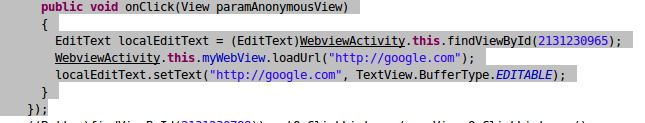 public void onClick(View paramAnonymousView)
{
EditText localEditText = (EditText)WebviewActivity.this.findViewById(2131230965);
WebviewActivity.this.myWebView.loadUrl("http://google.com");
localEditText.setText("http://google.com", TextView.BufferType.EDITABLE);
}
});